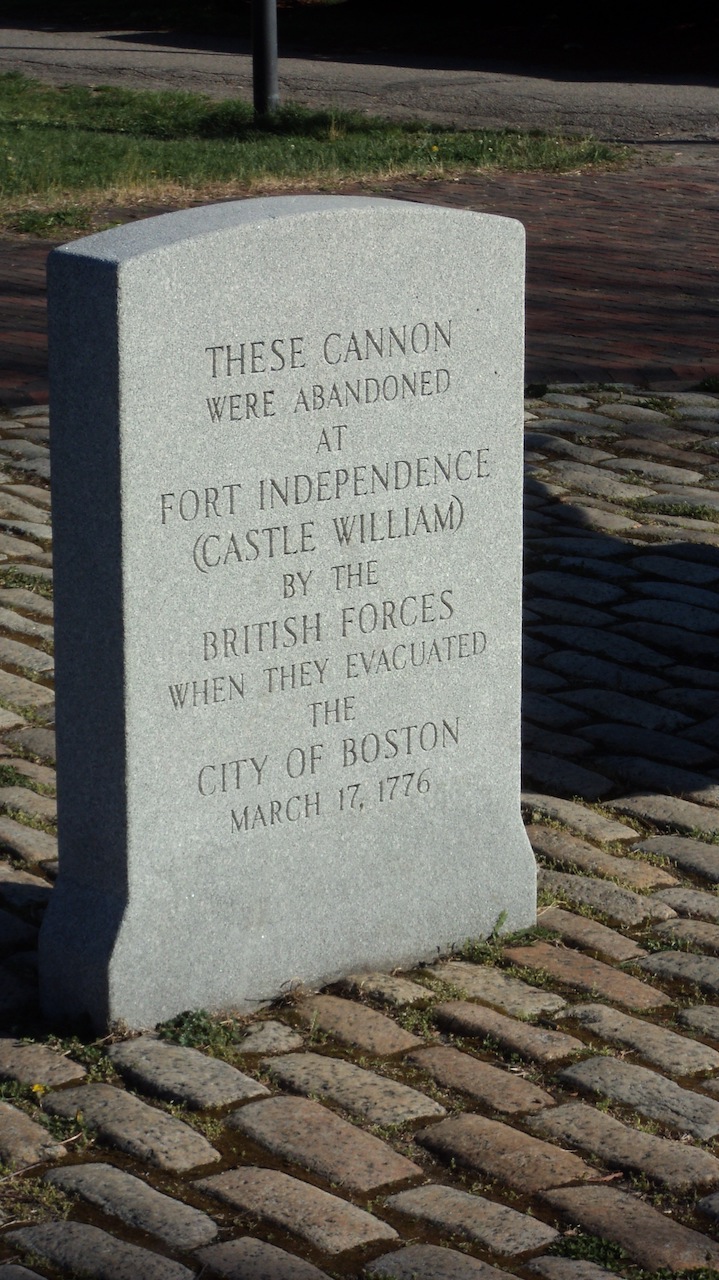 THESE CANNON
WERE ABANDONED
AT
FORT INDEPENDENCE
(CASTLE WILLIAM)
BY THE
BRITISH FORCES
WHEN THEY EVACUATED
THE
CITY OF BOSTON
MARCH 17, 1776